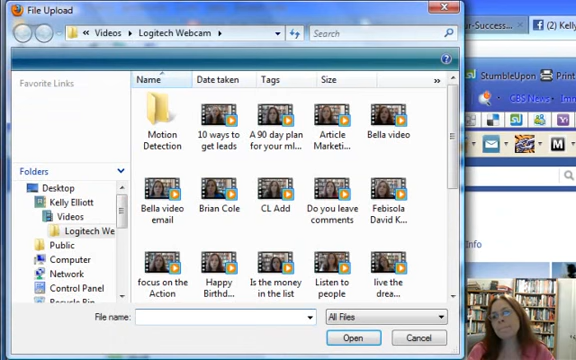 File Upload
Videos Logitech Webcam
Search
ur-Success...
Kelly
StumbleUpon
Print
CBS News
M
Favorite Links
Name Date taken Tags Size »
Motion Detection
10 ways to get leads
A 90 day plan for your ml...
Article Marketi...
Bella video
Bella video email
Brian Cole
CL Add
Do you leave comments
Febisola David K...
focus on the Action
Happy Birthd...
Is the money in the list
Listen to people
live the drea...
Folders
Desktop
Kelly Elliott
Videos
Logitech We
Public
Computer
Network
Control Panel
Recycle Bin
Info
File name:
All Files
Open
Cancel